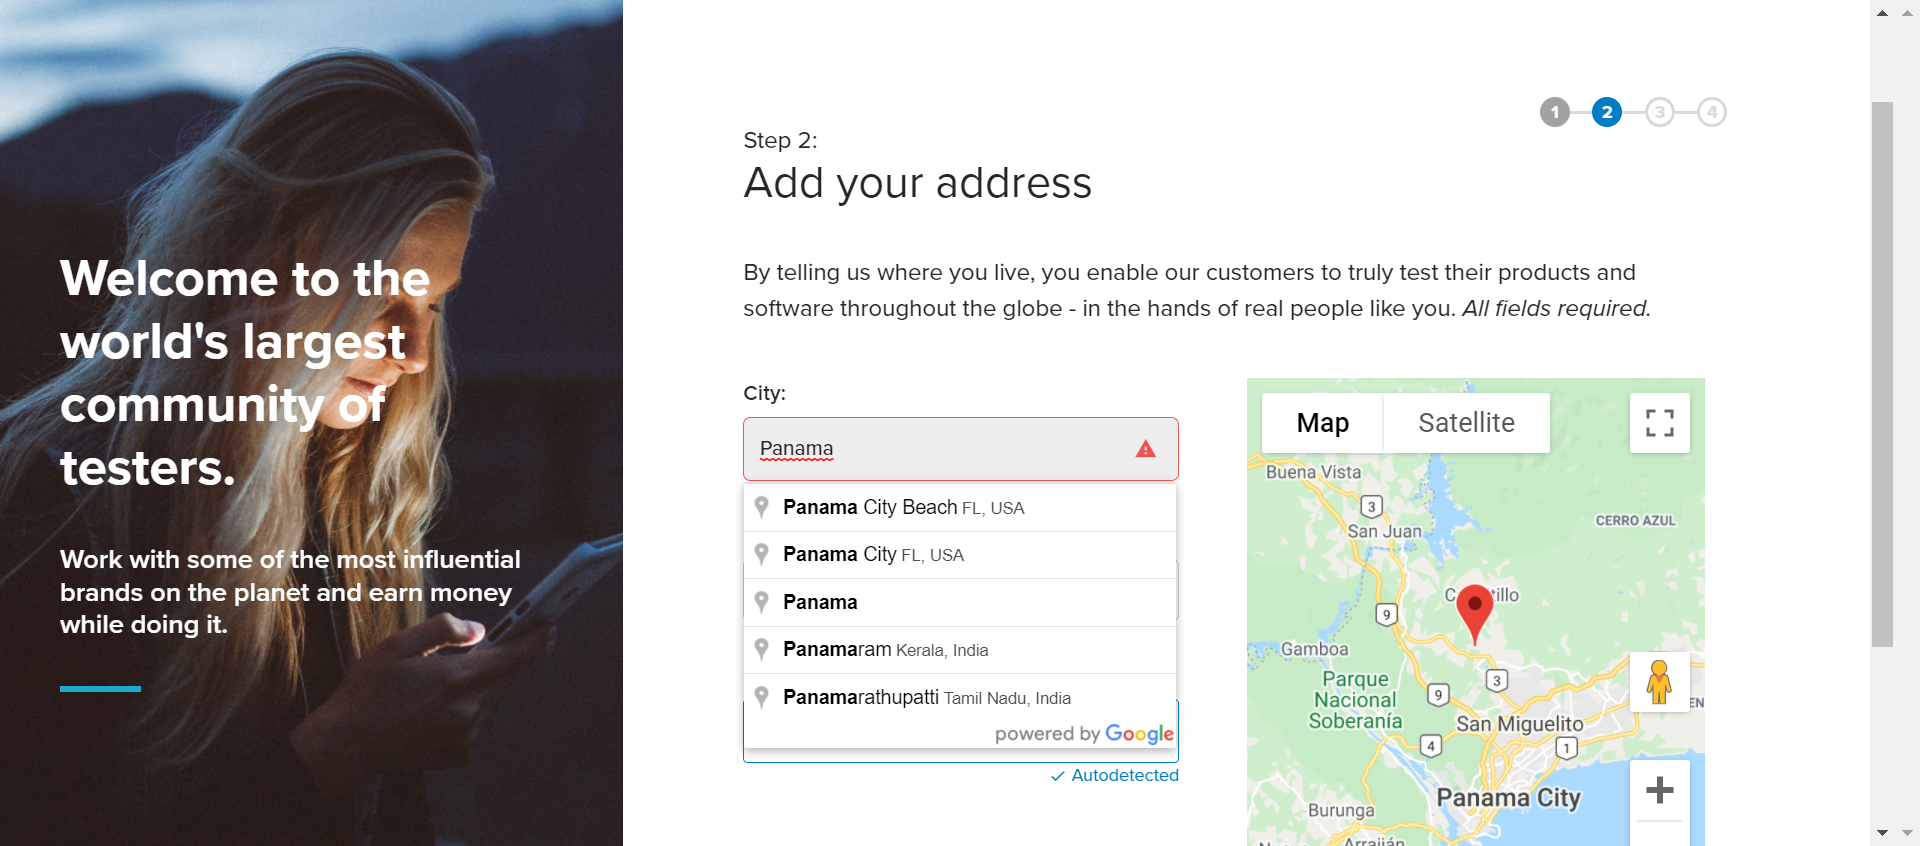 Welcome to the
world's largest
community of
testers.
Work with some of the most influential
brands on the planet and earn money
while doing it.
1 2 3 4
Step 2:
Add your address
By telling us where you live, you enable our customers to truly test their products and
software throughout the globe - in the hands of real people like you. All fields required.
City:
Panama
Panama City Beach FL, USA
Panama City FL, USA
Panama
Panamaram Kerala, India
Panamarathupatti Tamil Nadu, India
powered by Google
Autodetected
Map Satellite
Buena Vista
3
San Juan
CERRO AZUL
9
Gamboa
Parque
Nacional
Soberanía
9
3
San Miguelito
4
1
Panama City
Burunga